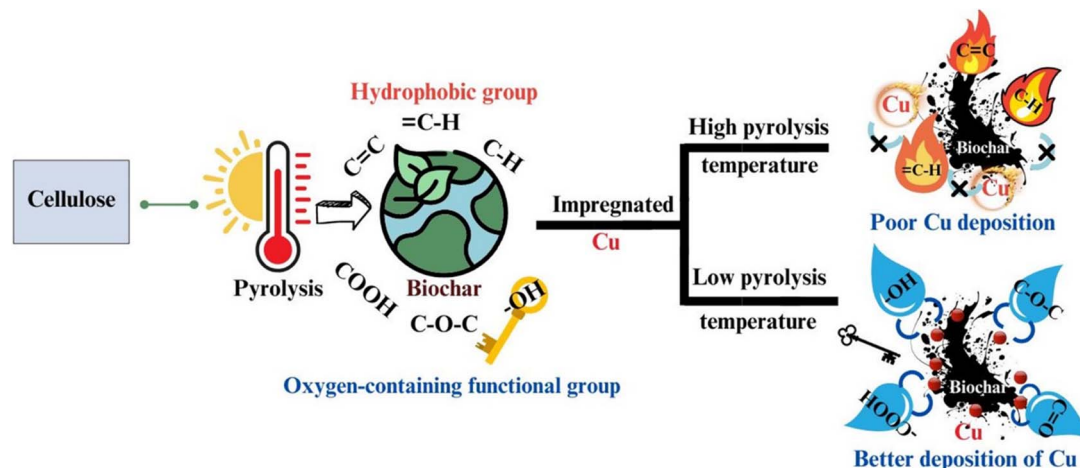 Cellulose
Pyrolysis
Hydrophobic group
=C-H
C=C
C-H
Biochar
COOH
C-O-C
-OH
Oxygen-containing functional group
Impregnated
Cu
High pyrolysis
temperature
C=C
Cu
C-H
Biochar
=C-H
Cu
Poor Cu deposition
Low pyrolysis
temperature
-OH
C-O-C
Biochar
HOOC-
C=O
Cu
Better deposition of Cu